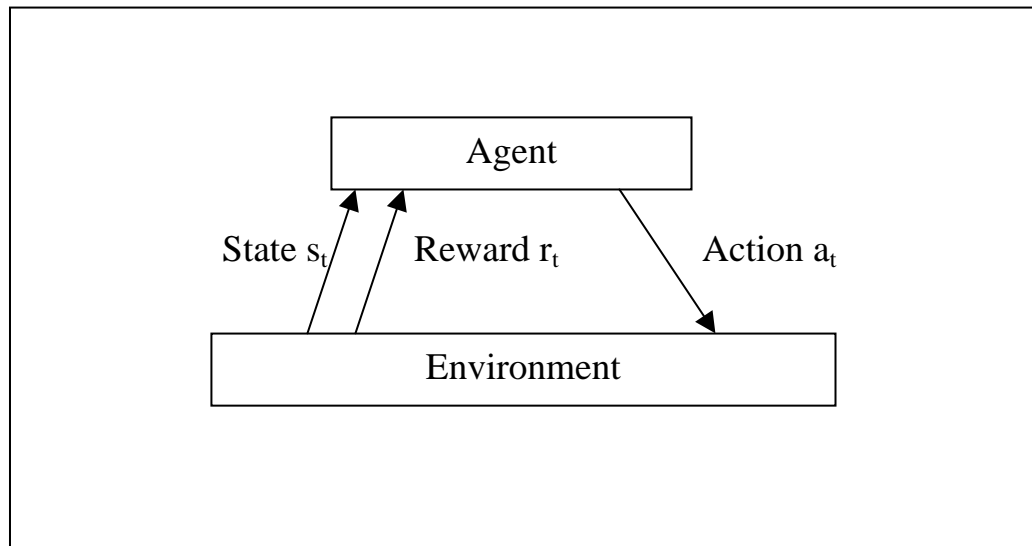 Agent
State sₜ
Reward rₜ
Action aₜ
Environment